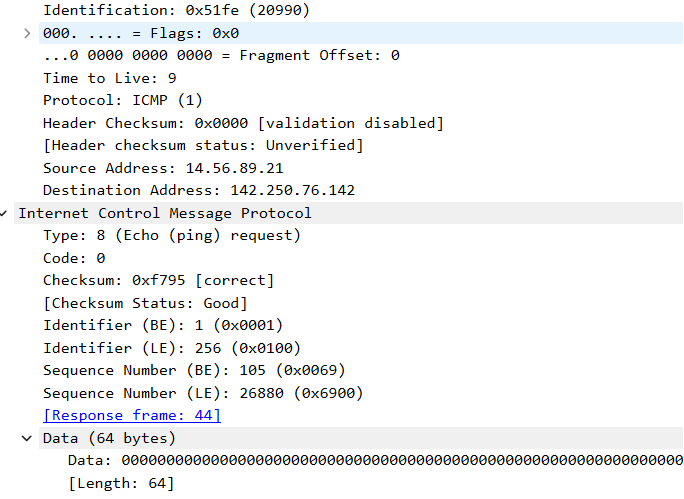 Identification: 0x51fe (20990)
000. .... = Flags: 0x0
...0 0000 0000 0000 = Fragment Offset: 0
Time to Live: 9
Protocol: ICMP (1)
Header Checksum: 0x0000 [validation disabled]
[Header checksum status: Unverified]
Source Address: 14.56.89.21
Destination Address: 142.250.76.142
Internet Control Message Protocol
Type: 8 (Echo (ping) request)
Code: 0
Checksum: 0xf795 [correct]
[Checksum Status: Good]
Identifier (BE): 1 (0x0001)
Identifier (LE): 256 (0x0100)
Sequence Number (BE): 105 (0x0069)
Sequence Number (LE): 26880 (0x6900)
[Response frame: 44]
Data (64 bytes)
Data: 000000000000000000000000000000000000000000000000000000000000000
[Length: 64]